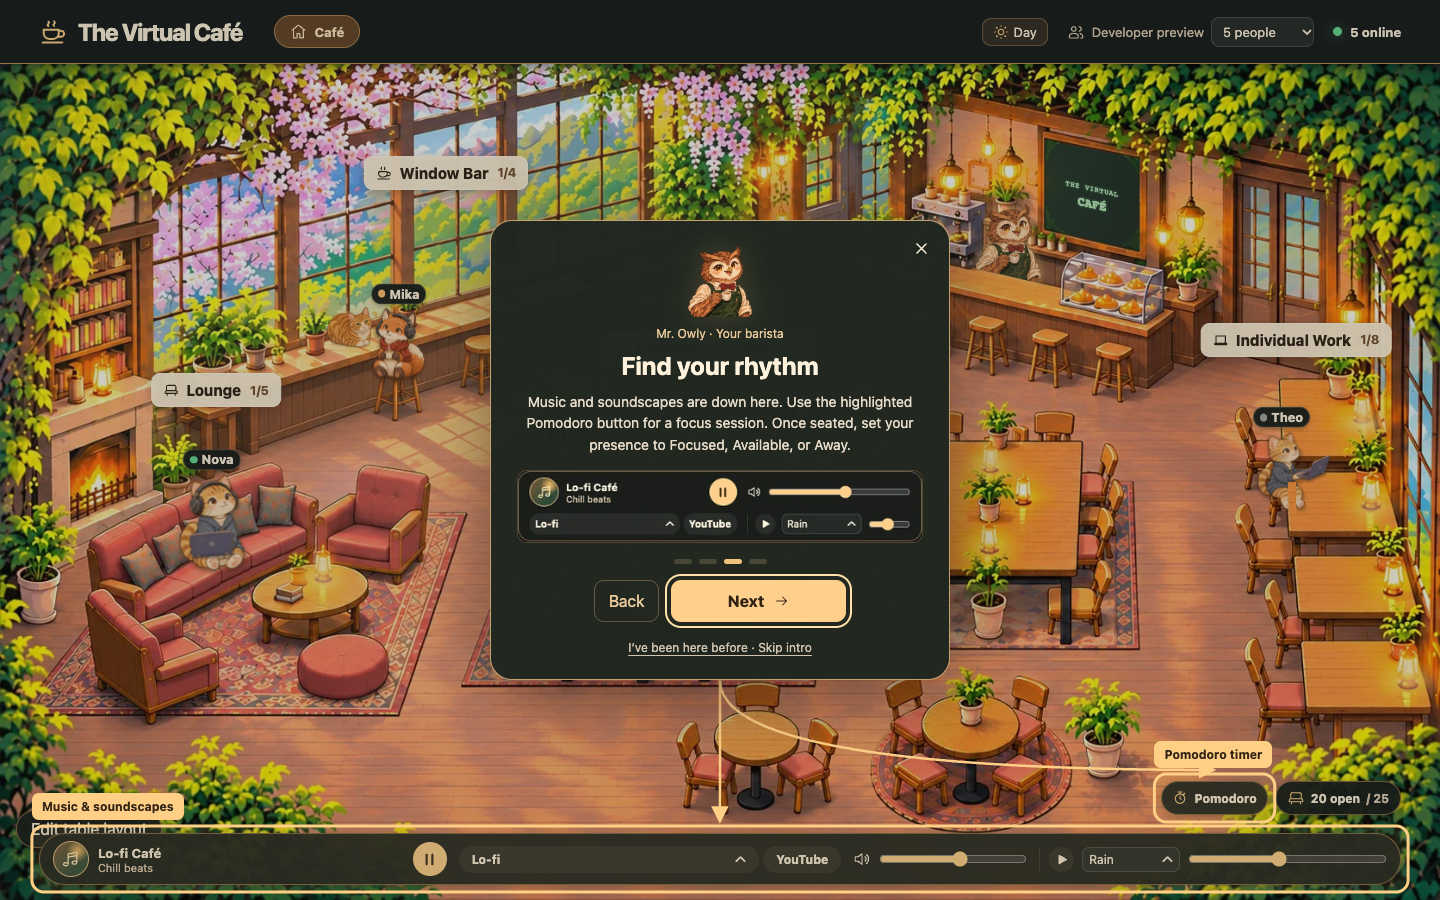 The Virtual Café
Café
Day
Developer preview
5 people
5 online
Window Bar 1/4
THE VIRTUAL
CAFÉ
Mika
Individual Work 1/8
Lounge 1/5
Theo
Nova
Mr. Owly · Your barista
Find your rhythm
Music and soundscapes are down here. Use the highlighted
Pomodoro button for a focus session. Once seated, set your
presence to Focused, Available, or Away.
Lo-fi Café
Chill beats
Lo-fi
YouTube
Rain
Back
Next →
I've been here before · Skip intro
Pomodoro timer
Pomodoro
20 open / 25
Music & soundscapes
Edit table layout
Lo-fi Café
Chill beats
Lo-fi
YouTube
Rain